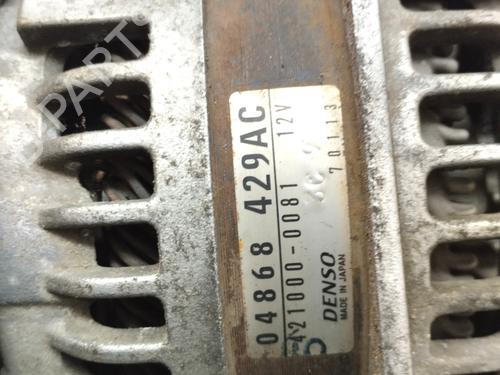 04868 429AC
421000-0081 12V
DENSO
MADE IN JAPAN
70113